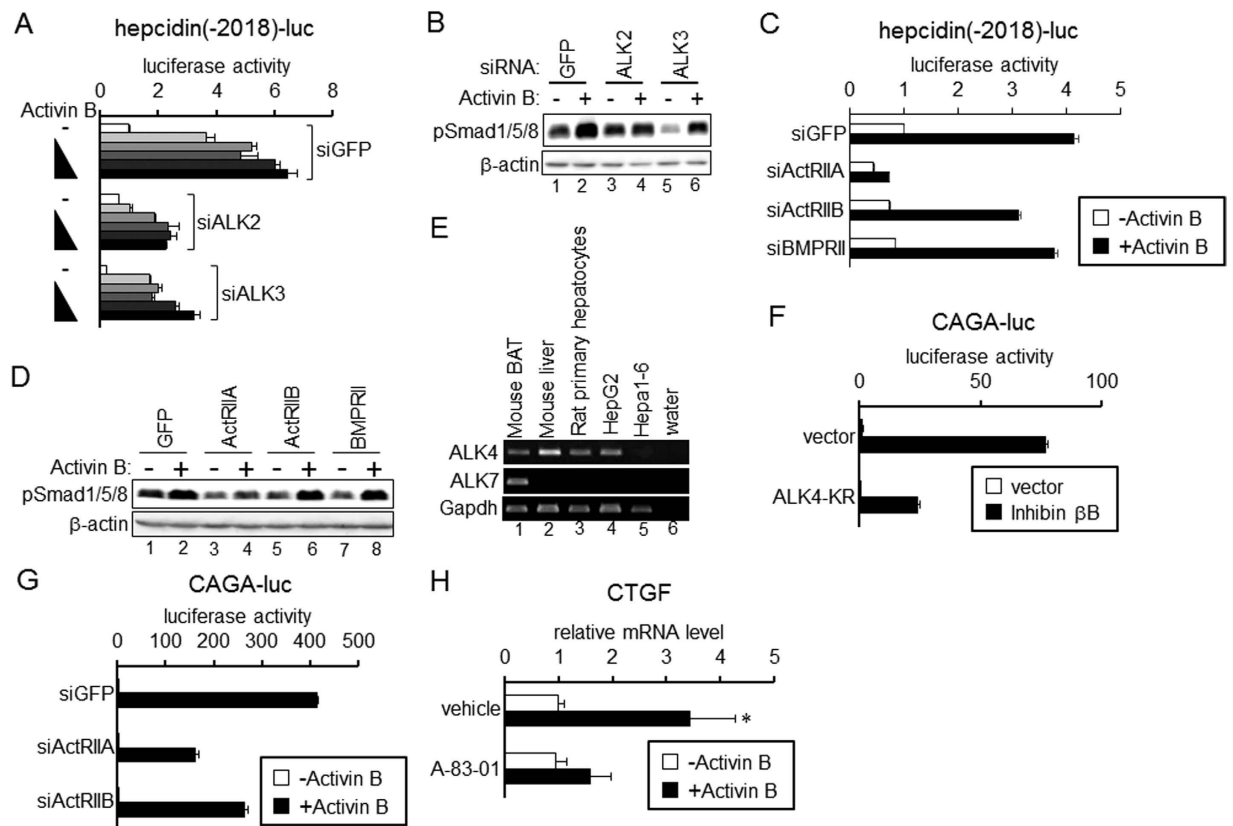 A
hepcidin(-2018)-luc
luciferase activity
Activin B
0 2 4 6 8
-
siGFP
-
siALK2
-
siALK3
B
siRNA: GFP ALK2 ALK3
Activin B: - + - + - +
pSmad1/5/8
β-actin
1 2 3 4 5 6
C
hepcidin(-2018)-luc
luciferase activity
0 1 2 3 4 5
siGFP
siActRIIA
siActRIIB
siBMPRII
-Activin B
+Activin B
D
GFP ActRIIA ActRIIB BMPRII
Activin B: - + - + - + - +
pSmad1/5/8
β-actin
1 2 3 4 5 6 7 8
E
Mouse BAT
Mouse liver
Rat primary hepatocytes
HepG2
Hepa1-6
water
ALK4
ALK7
Gapdh
1 2 3 4 5 6
F
CAGA-luc
luciferase activity
0 50 100
vector
ALK4-KR
vector
Inhibin βB
G
CAGA-luc
luciferase activity
0 100 200 300 400 500
siGFP
siActRIIA
siActRIIB
-Activin B
+Activin B
H
CTGF
relative mRNA level
0 1 2 3 4 5
vehicle
*
A-83-01
-Activin B
+Activin B